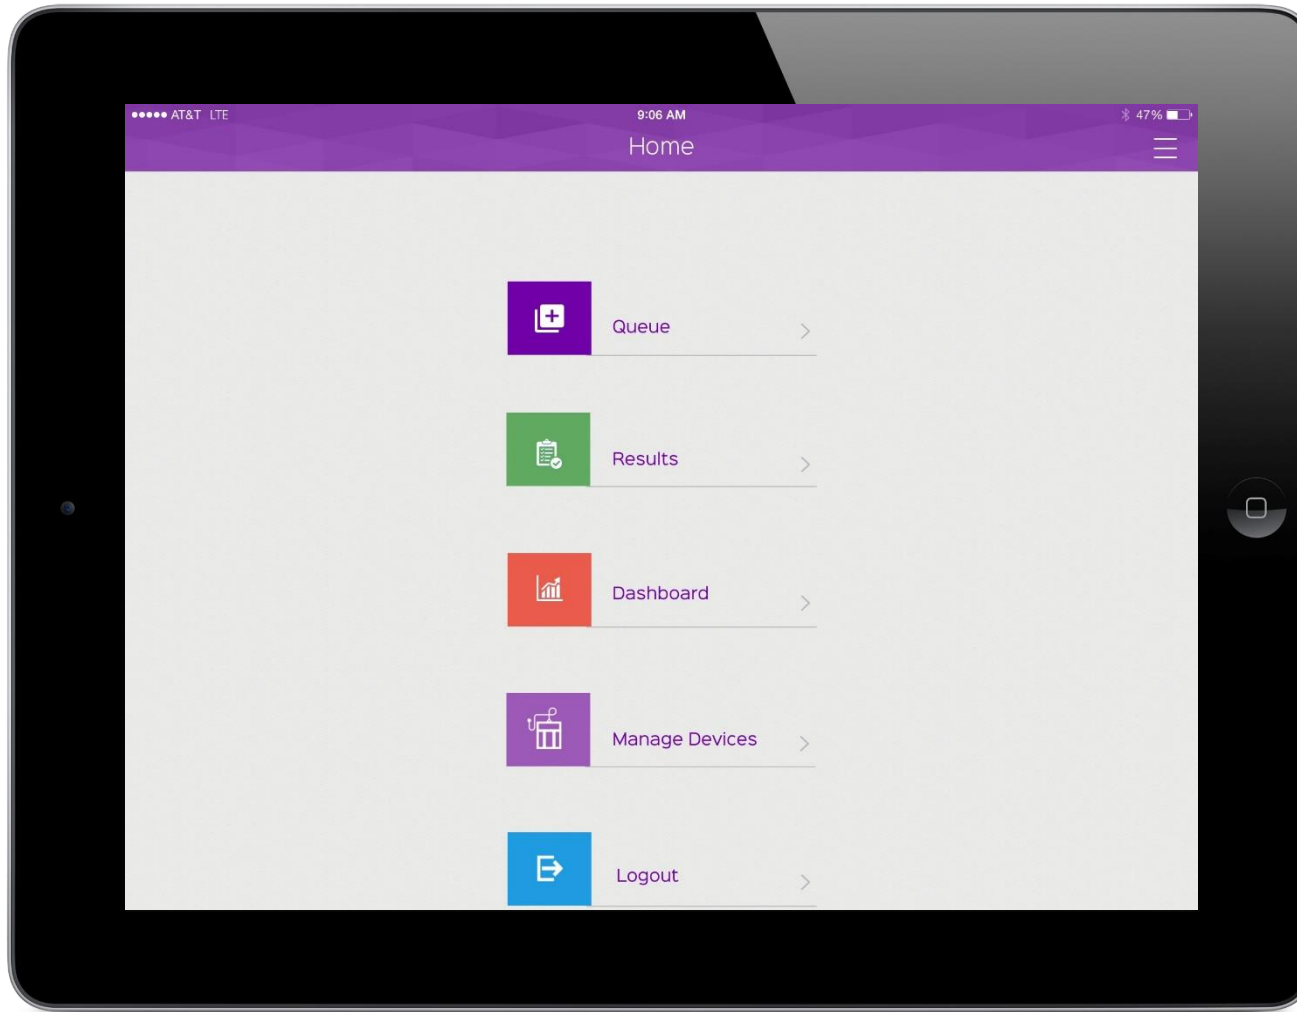 AT&T LTE
9:06 AM
47%
Home
Queue
Results
Dashboard
Manage Devices
Logout